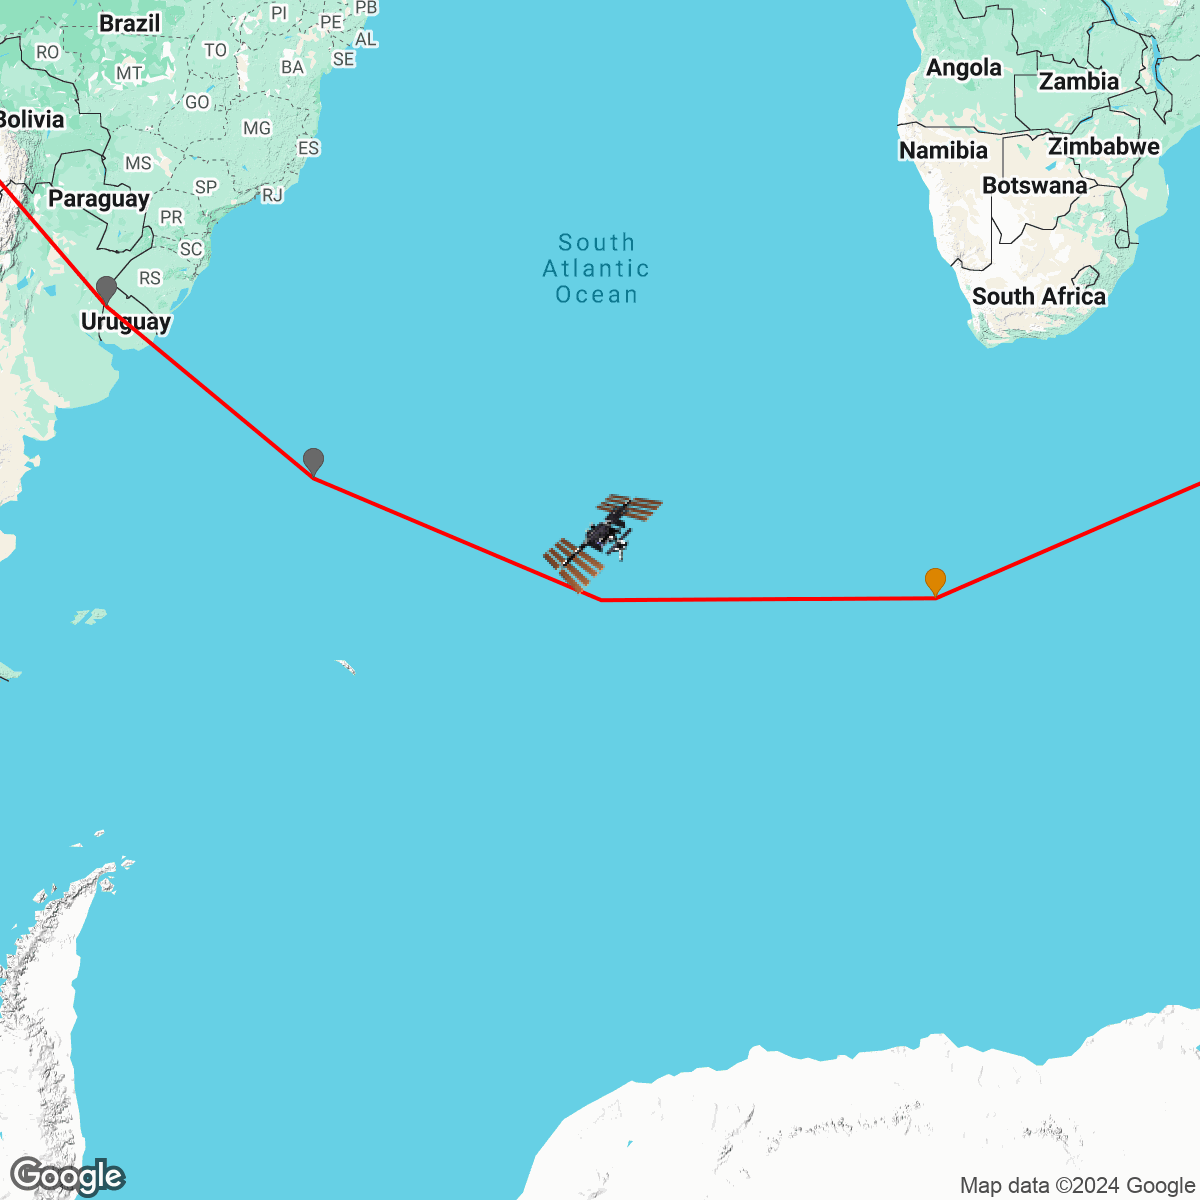 Brazil
PI
PB
PE
AL
RO
TO
SE
BA
MT
Angola
Zambia
GO
Bolivia
MG
ES
Namibia
Zimbabwe
MS
SP
RJ
Botswana
Paraguay
PR
SC
South
Atlantic
Ocean
RS
South Africa
Uruguay
Google
Map data ©2024 Google